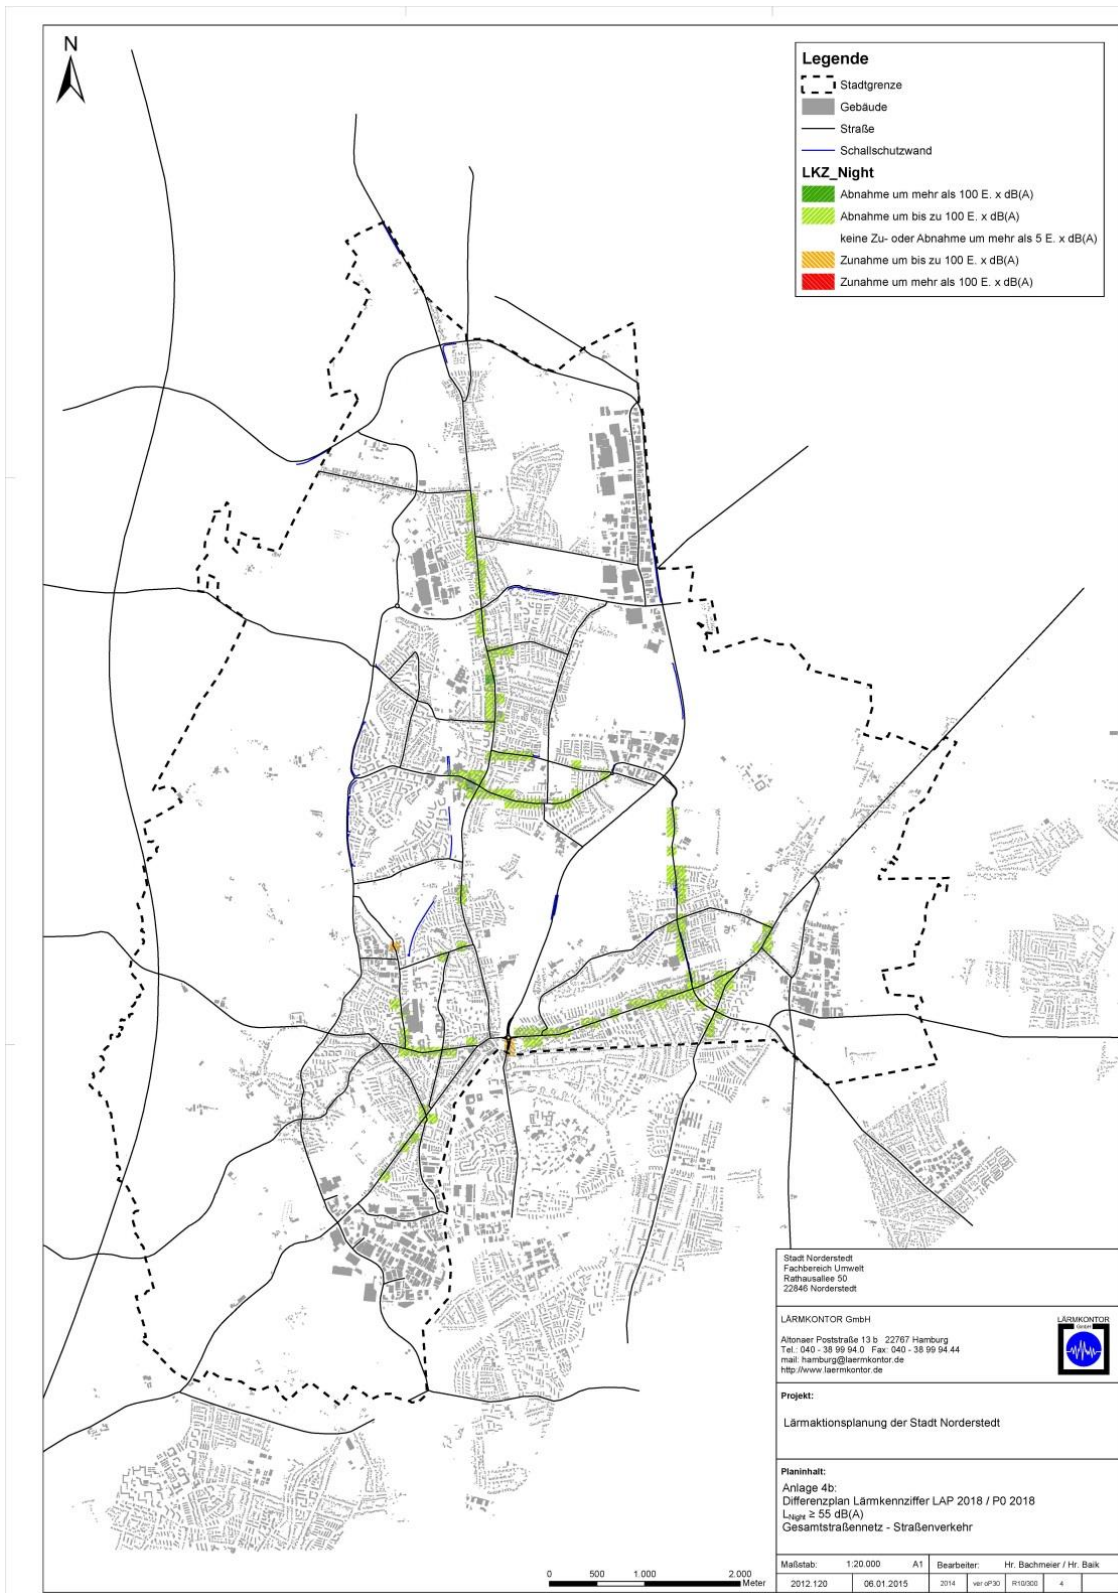 N
Legende
Stadtgrenze
Gebäude
Straße
Schallschutzwand
LKZ_Night
Abnahme um mehr als 100 E. x dB(A)
Abnahme um bis zu 100 E. x dB(A)
keine Zu- oder Abnahme um mehr als 5 E. x dB(A)
Zunahme um bis zu 100 E. x dB(A)
Zunahme um mehr als 100 E. x dB(A)
Stadt Norderstedt
Fachbereich Umwelt
Rathausallee 50
22846 Norderstedt
LÄRMKONTOR GmbH
Altonaer Poststraße 13 b 22767 Hamburg
Tel.: 040 - 38 99 94.0 Fax: 040 - 38 99 94.44
mail: hamburg@laermkontor.de
http://www.laermkontor.de
LÄRMKONTOR
GmbH
Projekt:
Lärmaktionsplanung der Stadt Norderstedt
Planinhalt:
Anlage 4b:
Differenzplan Lärmkennziffer LAP 2018 / P0 2018
LNight ≥ 55 dB(A)
Gesamtstraßennetz - Straßenverkehr
Maßstab: 1:20.000 A1 Bearbeiter: Hr. Bachmeier / Hr. Baik
2012.120 06.01.2015 2014 4
0 500 1.000 2.000
Meter